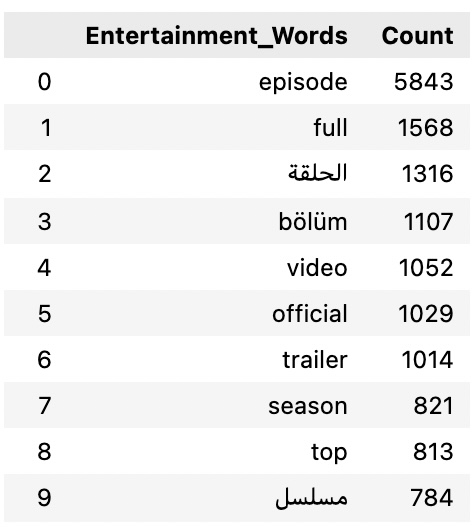 Entertainment_Words Count
0 episode 5843
1 full 1568
2 الحلقة 1316
3 bölüm 1107
4 video 1052
5 official 1029
6 trailer 1014
7 season 821
8 top 813
9 مسلسل 784